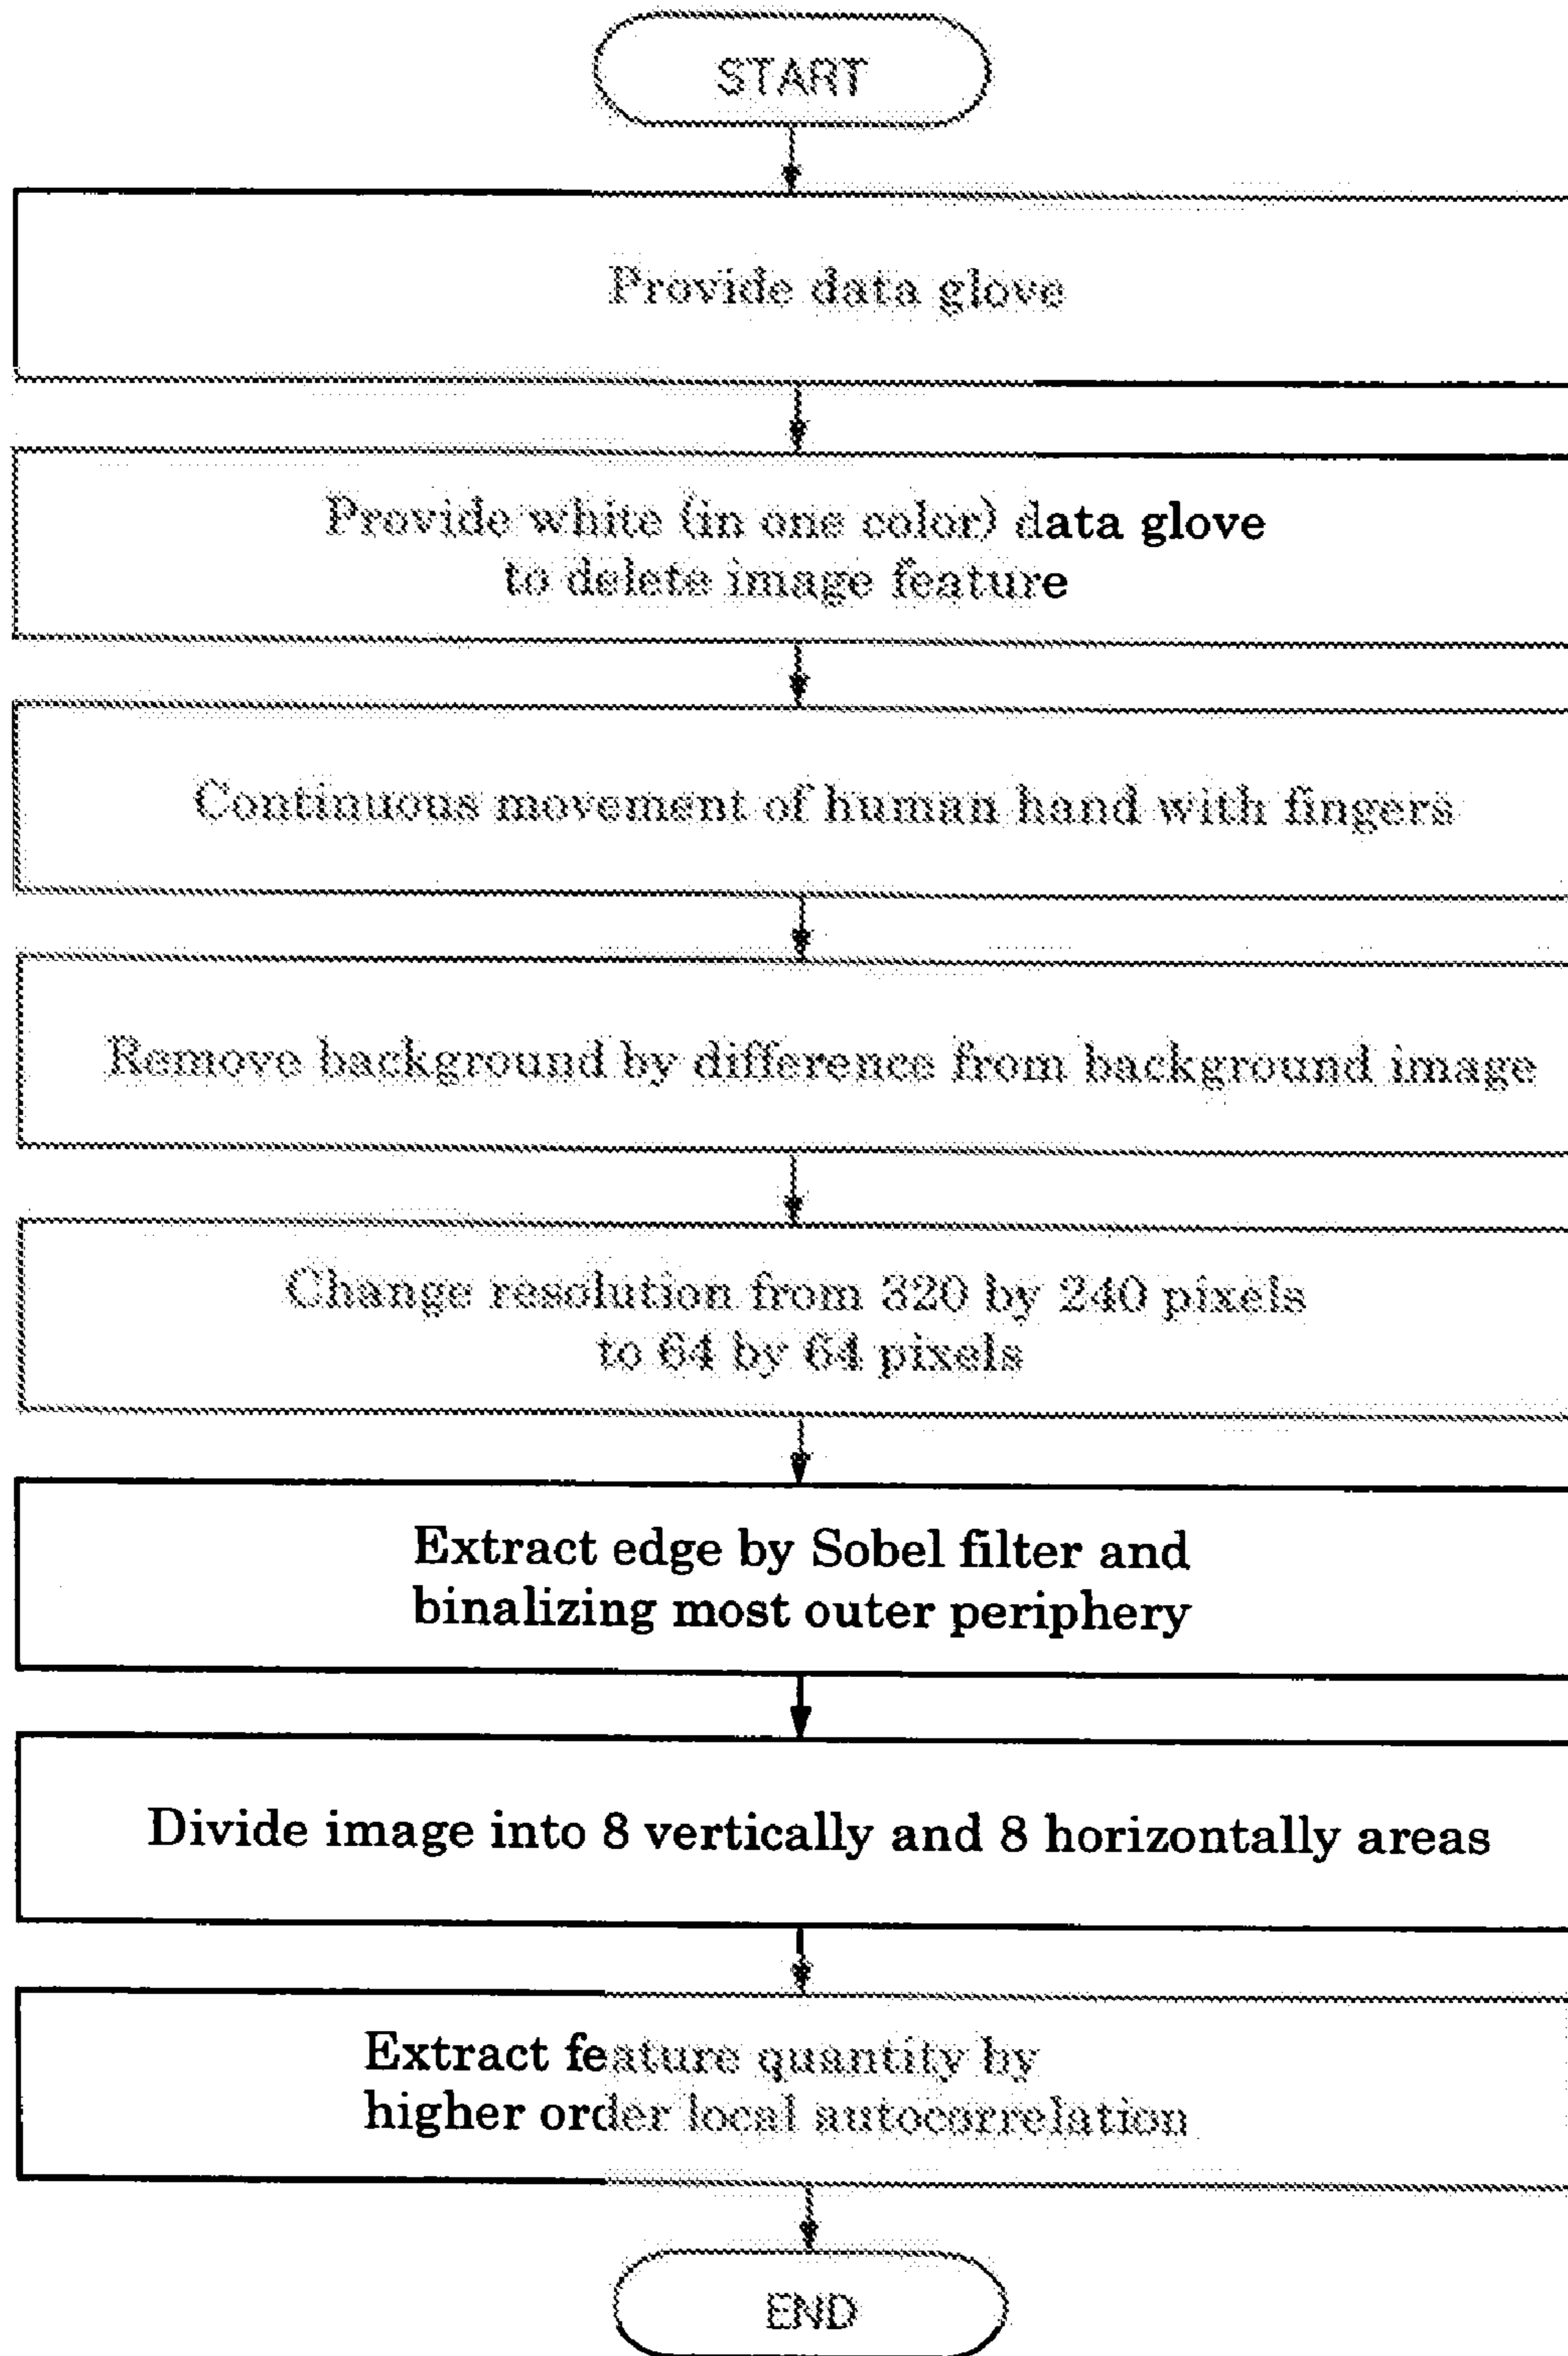 START
Provide data glove
Provide white (in one color) data glove
to delete image feature
Continuous movement of human hand with fingers
Remove background by difference from background image
Change resolution from 320 by 240 pixels
to 64 by 64 pixels
Extract edge by Sobel filter and
binalizing most outer periphery
Divide image into 8 vertically and 8 horizontally areas
Extract feature quantity by
higher order local autocorrelation
END